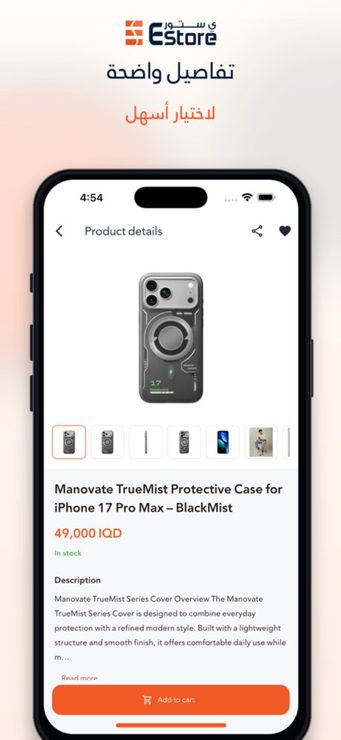 ي ستور
Estore
تفاصيل واضحة
لاختيار أسهل
4:54
Product details
17
Manovate TrueMist Protective Case for
iPhone 17 Pro Max – BlackMist
49,000 IQD
In stock
Description
Manovate TrueMist Series Cover Overview The Manovate
TrueMist Series Cover is designed to combine everyday
protection with a refined modern style. Built with a lightweight
structure and smooth finish, it offers comfortable daily use while
m...
Read more
Add to cart